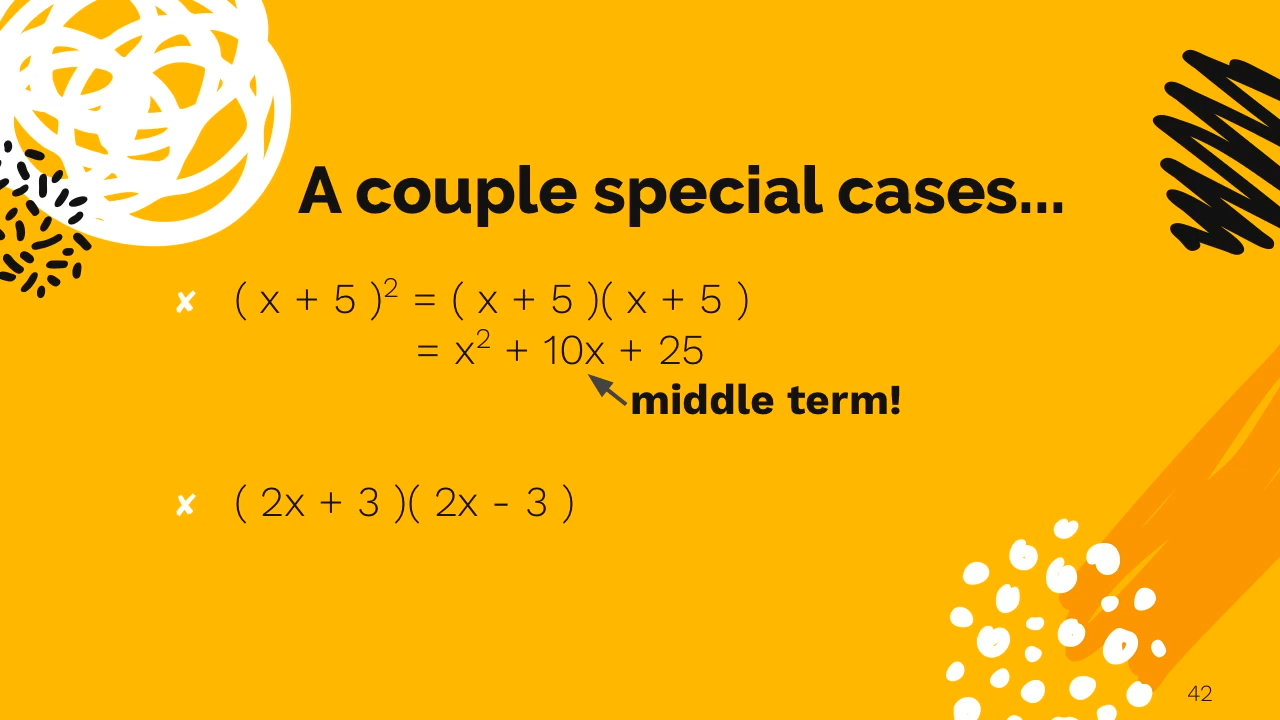 A couple special cases...
✘ ( x + 5 )² = ( x + 5 )( x + 5 )
= x² + 10x + 25
middle term!
✘ ( 2x + 3 )( 2x - 3 )
42